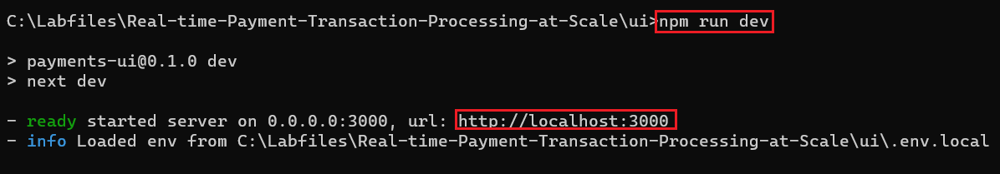 C:\Labfiles\Real-time-Payment-Transaction-Processing-at-Scale\ui>npm run dev
> payments-ui@0.1.0 dev
> next dev
- ready started server on 0.0.0.0:3000, url: http://localhost:3000
- info Loaded env from C:\Labfiles\Real-time-Payment-Transaction-Processing-at-Scale\ui\.env.local